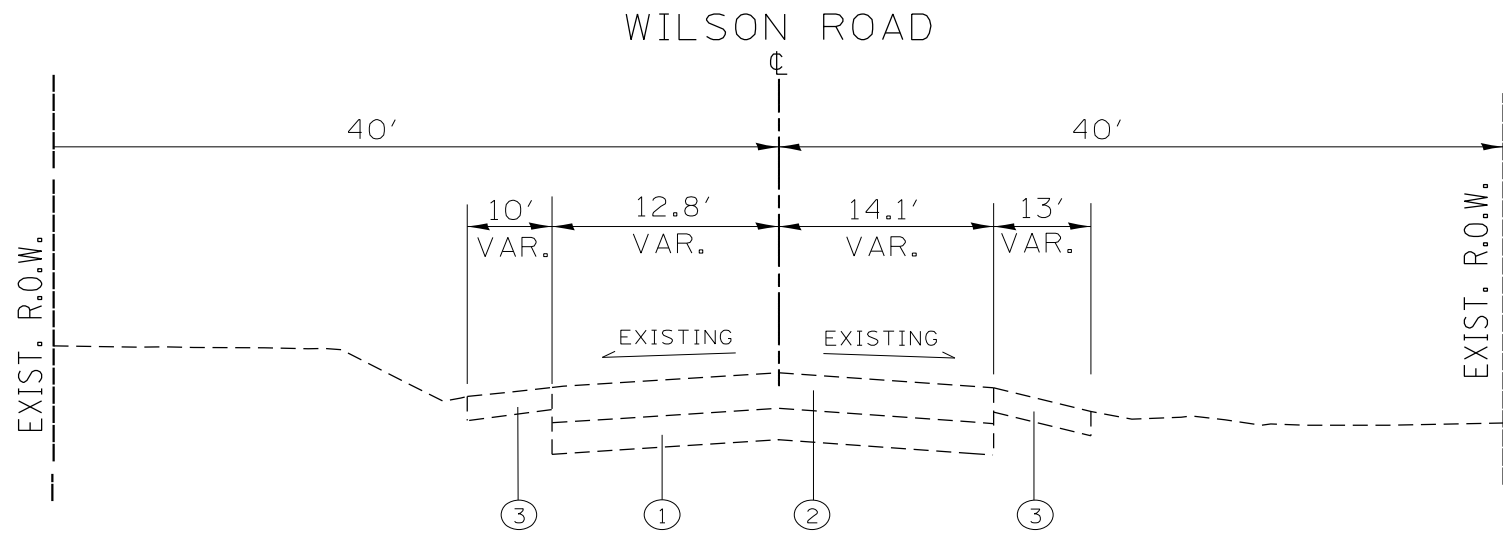 WILSON ROAD
℄
40′ 40′
10′ 12.8′ 14.1′ 13′
VAR. VAR. VAR. VAR.
EXIST. R.O.W.
EXIST. R.O.W.
EXISTING EXISTING
3 1 2 3